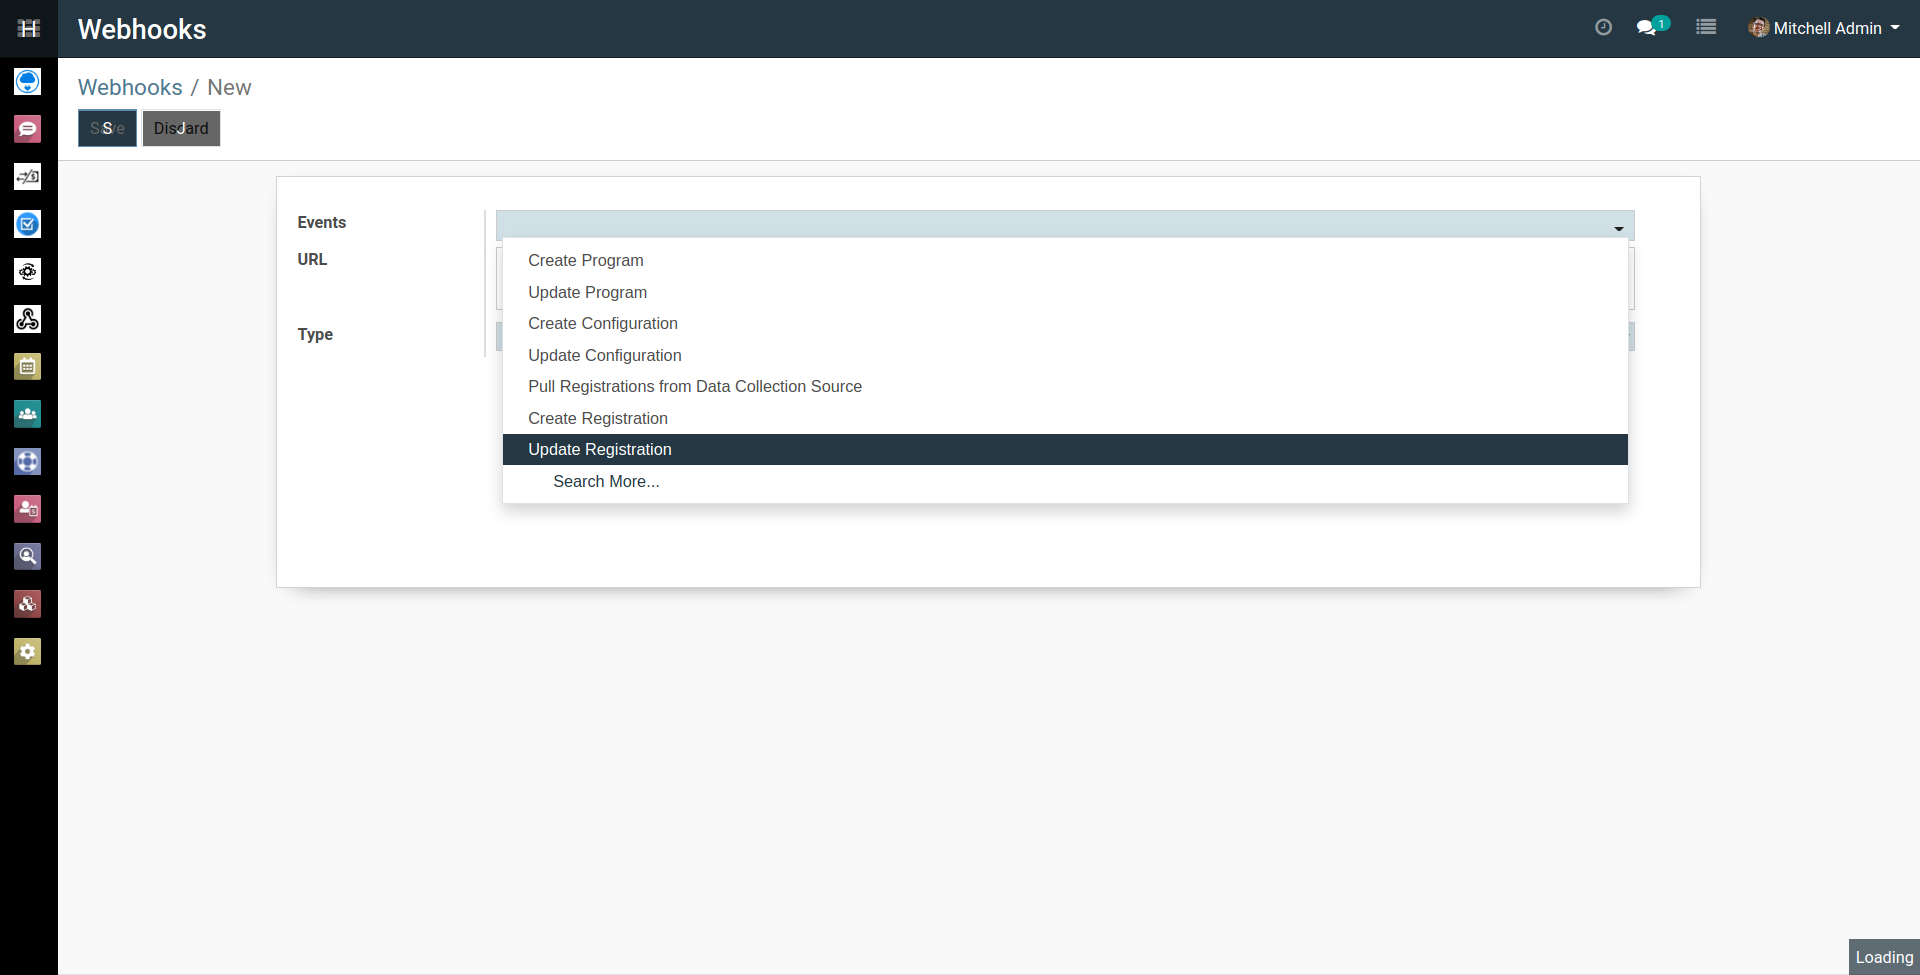 H
Webhooks
1
Mitchell Admin
Webhooks / New
Save S
Discard J
Events
URL
Type
Create Program
Update Program
Create Configuration
Update Configuration
Pull Registrations from Data Collection Source
Create Registration
Update Registration
Search More...
Loading